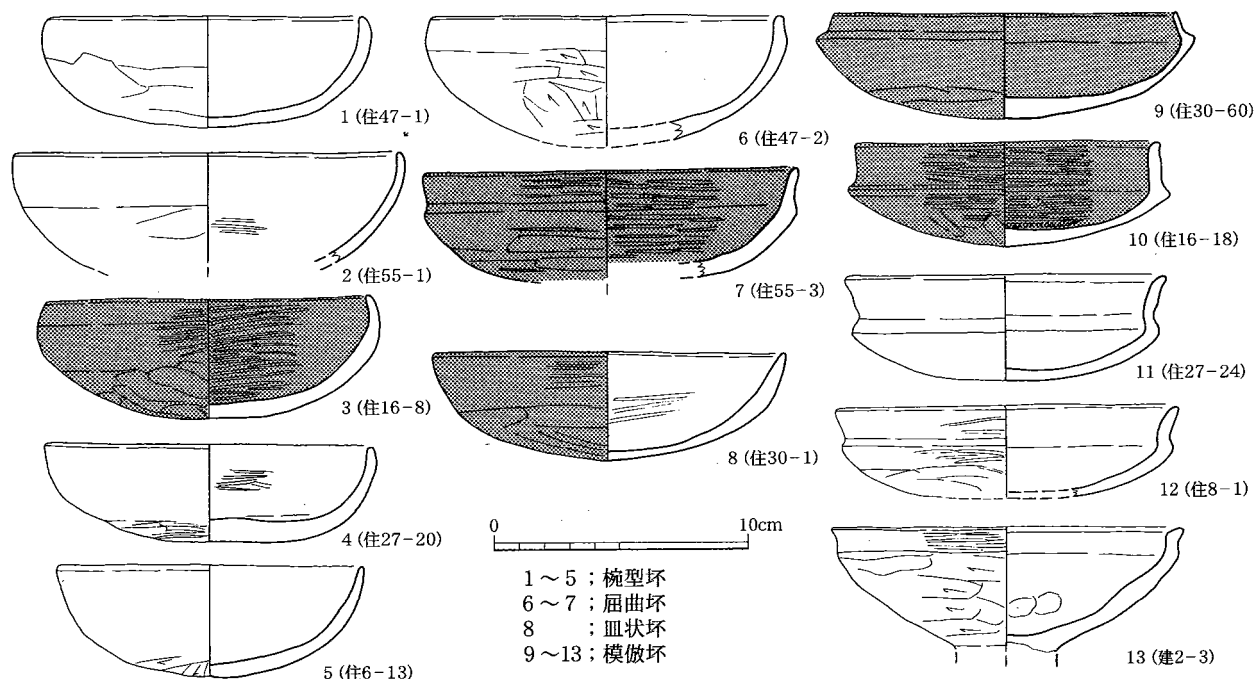 1 (住47-1)
2 (住55-1)
3 (住16-8)
4 (住27-20)
5 (住6-13)
6 (住47-2)
7 (住55-3)
8 (住30-1)
0 10cm
1～5；椀型坏
6～7；屈曲坏
8 皿状坏
9～13；模倣坏
9 (住30-60)
10 (住16-18)
11 (住27-24)
12 (住8-1)
13 (建2-3)